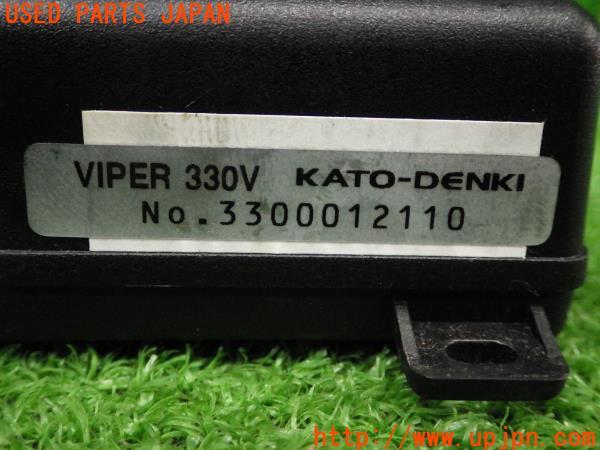 USED PARTS JAPAN
VIPER 330V KATO-DENKI
No.3300012110
http://www.upjpn.com